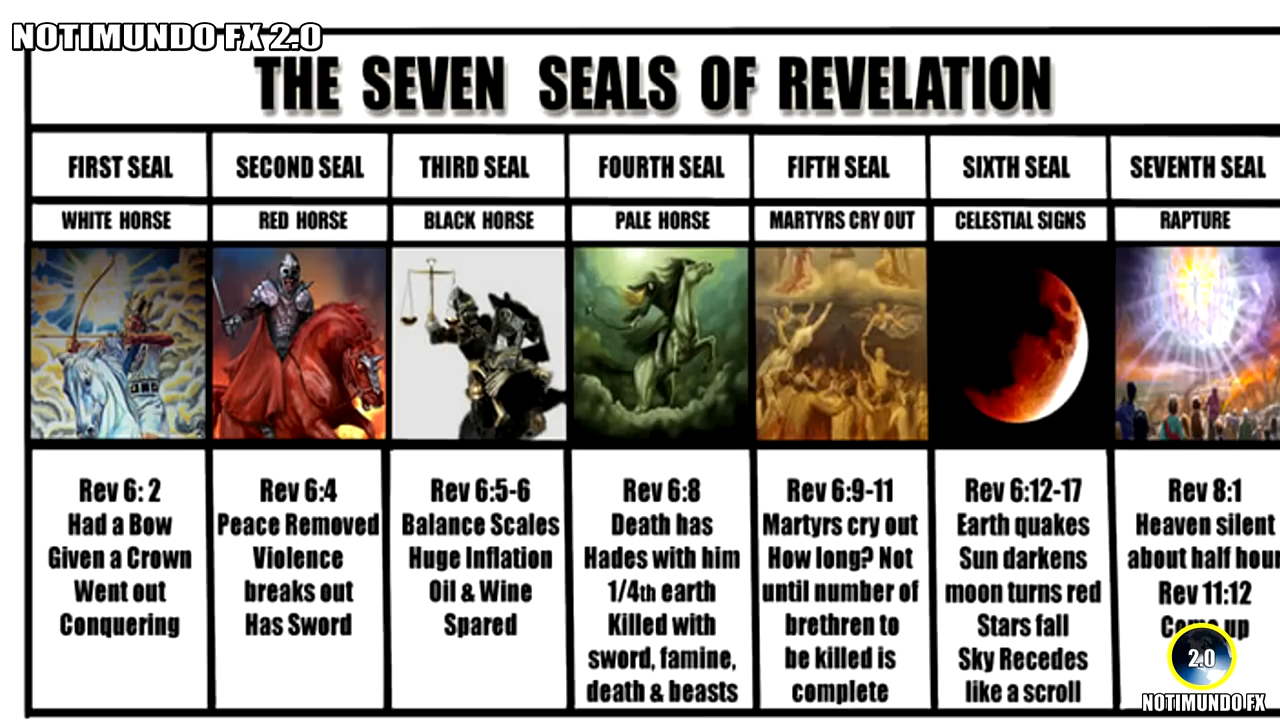 NOTIMUNDO FX 2.0
THE SEVEN SEALS OF REVELATION
FIRST SEAL
SECOND SEAL
THIRD SEAL
FOURTH SEAL
FIFTH SEAL
SIXTH SEAL
SEVENTH SEAL
WHITE HORSE
RED HORSE
BLACK HORSE
PALE HORSE
MARTYRS CRY OUT
CELESTIAL SIGNS
RAPTURE
Rev 6: 2
Had a Bow
Given a Crown
Went out
Conquering
Rev 6:4
Peace Removed
Violence
breaks out
Has Sword
Rev 6:5-6
Balance Scales
Huge Inflation
Oil & Wine
Spared
Rev 6:8
Death has
Hades with him
1/4th earth
Killed with
sword, famine,
death & beasts
Rev 6:9-11
Martyrs cry out
How long? Not
until number of
brethren to
be killed is
complete
Rev 6:12-17
Earth quakes
Sun darkens
moon turns red
Stars fall
Sky Recedes
like a scroll
Rev 8:1
Heaven silent
about half hour
Rev 11:12
up
2.0
NOTIMUNDO FX